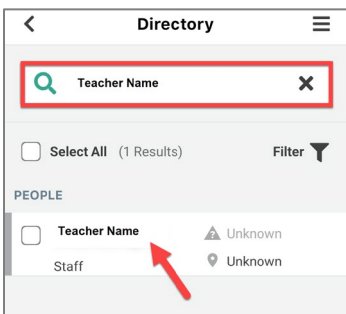 Directory
Teacher Name
Select All (1 Results) Filter
PEOPLE
Teacher Name Unknown
Staff Unknown